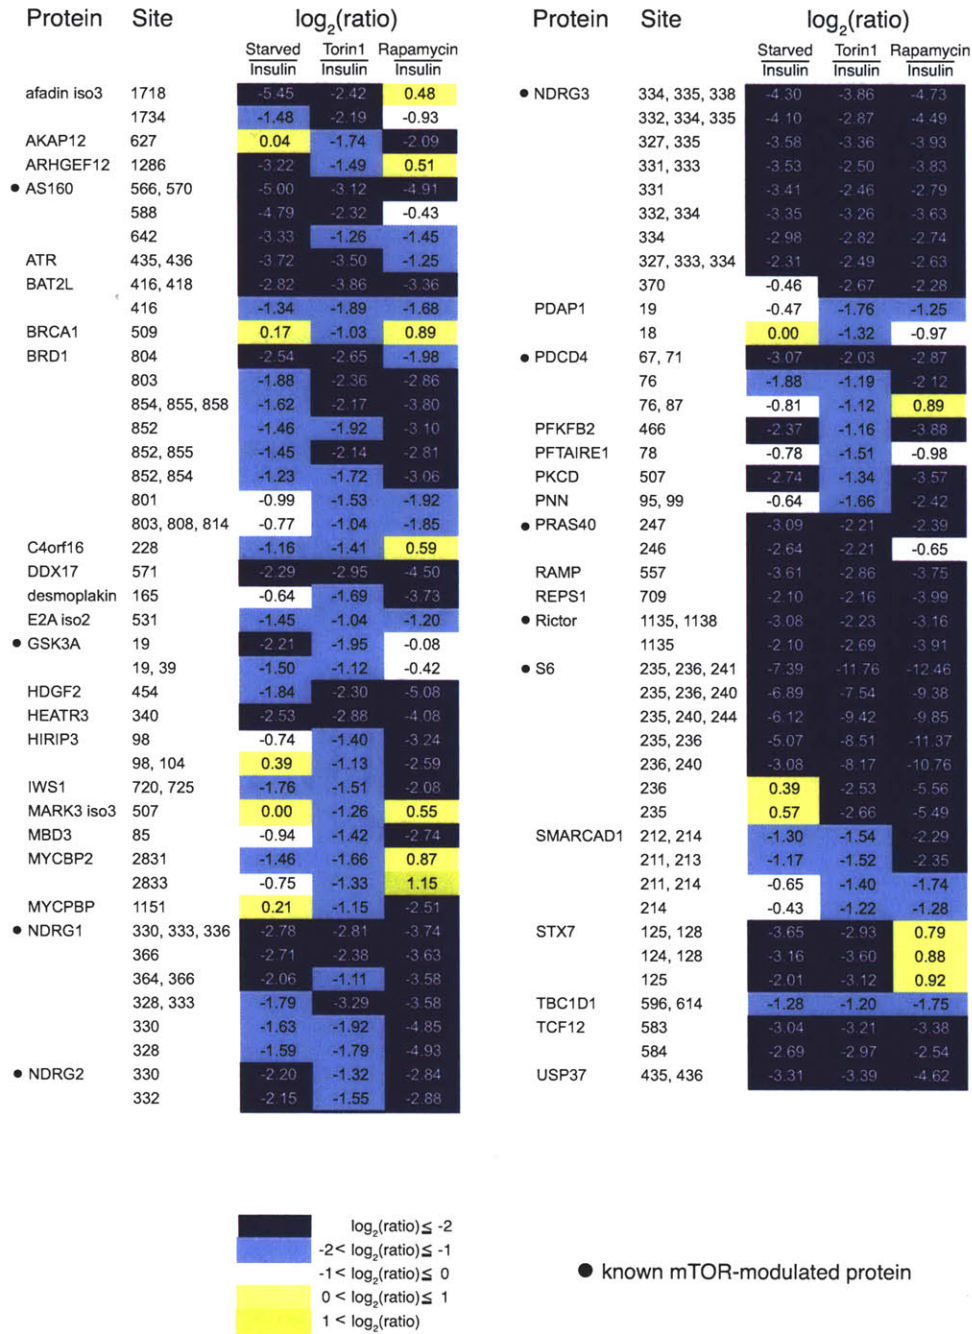 Protein Site log2(ratio)
Starved Torin1 Rapamycin
Insulin Insulin Insulin
afadin iso3 1718 -5.45 -2.42 0.48
1734 -1.48 -2.19 -0.93
AKAP12 627 0.04 -1.74 -2.09
ARHGEF12 1286 -3.22 -1.49 0.51
● AS160 566, 570 -5.00 -3.12 -4.91
588 -4.79 -2.32 -0.43
642 -3.33 -1.26 -1.45
ATR 435, 436 -3.72 -3.50 -1.25
BAT2L 416, 418 -2.82 -3.86 -3.36
416 -1.34 -1.89 -1.68
BRCA1 509 0.17 -1.03 0.89
BRD1 804 -2.54 -2.65 -1.98
803 -1.88 -2.36 -2.86
854, 855, 858 -1.62 -2.17 -3.80
852 -1.46 -1.92 -3.10
852, 855 -1.45 -2.14 -2.81
852, 854 -1.23 -1.72 -3.06
801 -0.99 -1.53 -1.92
803, 808, 814 -0.77 -1.04 -1.85
C4orf16 228 -1.16 -1.41 0.59
DDX17 571 -2.29 -2.95 -4.50
desmoplakin 165 -0.64 -1.69 -3.73
E2A iso2 531 -1.45 -1.04 -1.20
● GSK3A 19 -2.21 -1.95 -0.08
19, 39 -1.50 -1.12 -0.42
HDGF2 454 -1.84 -2.30 -5.08
HEATR3 340 -2.53 -2.88 -4.08
HIRIP3 98 -0.74 -1.40 -3.24
98, 104 0.39 -1.13 -2.59
IWS1 720, 725 -1.76 -1.51 -2.08
MARK3 iso3 507 0.00 -1.26 0.55
MBD3 85 -0.94 -1.42 -2.74
MYCBP2 2831 -1.46 -1.66 0.87
2833 -0.75 -1.33 1.15
MYCPBP 1151 0.21 -1.15 -2.51
● NDRG1 330, 333, 336 -2.78 -2.81 -3.74
366 -2.71 -2.38 -3.63
364, 366 -2.06 -1.11 -3.58
328, 333 -1.79 -3.29 -3.58
330 -1.63 -1.92 -4.85
328 -1.59 -1.79 -4.93
● NDRG2 330 -2.20 -1.32 -2.84
332 -2.15 -1.55 -2.88
Protein Site log2(ratio)
Starved Torin1 Rapamycin
Insulin Insulin Insulin
● NDRG3 334, 335, 338 -4.30 -3.86 -4.73
332, 334, 335 -4.10 -2.87 -4.49
327, 335 -3.58 -3.36 -3.93
331, 333 -3.53 -2.50 -3.83
331 -3.41 -2.46 -2.79
332, 334 -3.35 -3.26 -3.63
334 -2.98 -2.82 -2.74
327, 333, 334 -2.31 -2.49 -2.63
370 -0.46 -2.67 -2.28
PDAP1 19 -0.47 -1.76 -1.25
18 0.00 -1.32 -0.97
● PDCD4 67, 71 -3.07 -2.03 -2.87
76 -1.88 -1.19 -2.12
76, 87 -0.81 -1.12 0.89
PFKFB2 466 -2.37 -1.16 -3.88
PFTAIRE1 78 -0.78 -1.51 -0.98
PKCD 507 -2.74 -1.34 -3.57
PNN 95, 99 -0.64 -1.66 -2.42
● PRAS40 247 -3.09 -2.21 -2.39
246 -2.64 -2.21 -0.65
RAMP 557 -3.61 -2.86 -3.75
REPS1 709 -2.10 -2.16 -3.99
● Rictor 1135, 1138 -3.08 -2.23 -3.16
1135 -2.10 -2.69 -3.91
● S6 235, 236, 241 -7.39 -11.76 -12.46
235, 236, 240 -6.89 -7.54 -9.38
235, 240, 244 -6.12 -9.42 -9.85
235, 236 -5.07 -8.51 -11.37
236, 240 -3.08 -8.17 -10.76
236 0.39 -2.53 -5.56
235 0.57 -2.66 -5.49
SMARCAD1 212, 214 -1.30 -1.54 -2.29
211, 213 -1.17 -1.52 -2.35
211, 214 -0.65 -1.40 -1.74
214 -0.43 -1.22 -1.28
STX7 125, 128 -3.65 -2.93 0.79
124, 128 -3.16 -3.60 0.88
125 -2.01 -3.12 0.92
TBC1D1 596, 614 -1.28 -1.20 -1.75
TCF12 583 -3.04 -3.21 -3.38
584 -2.69 -2.97 -2.54
USP37 435, 436 -3.31 -3.39 -4.62
log2(ratio)≤ -2
-2< log2(ratio)≤ -1
-1< log2(ratio)≤ 0
0 < log2(ratio)≤ 1
1 < log2(ratio)
● known mTOR-modulated protein